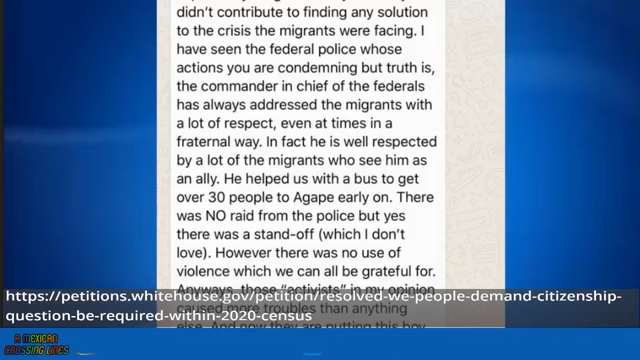 didn't contribute to finding any solution
to the crisis the migrants were facing. I
have seen the federal police whose
actions you are condemning but truth is,
the commander in chief of the federals
has always addressed the migrants with
a lot of respect, even at times in a
fraternal way. In fact he is well respected
by a lot of the migrants who see him as
an ally. He helped us with a bus to get
over 30 people to Agape early on. There
was NO raid from the police but yes
there was a stand-off (which I don't
love). However there was no use of
violence which we can all be grateful for.
Anyways, those "activists" in my opinion
caused more troubles than anything
else. And now they are putting this boy
https://petitions.whitehouse.gov/petition/resolved-we-people-demand-citizenship-
question-be-required-within-2020-census
A MEXICAN
CROSSING LINES